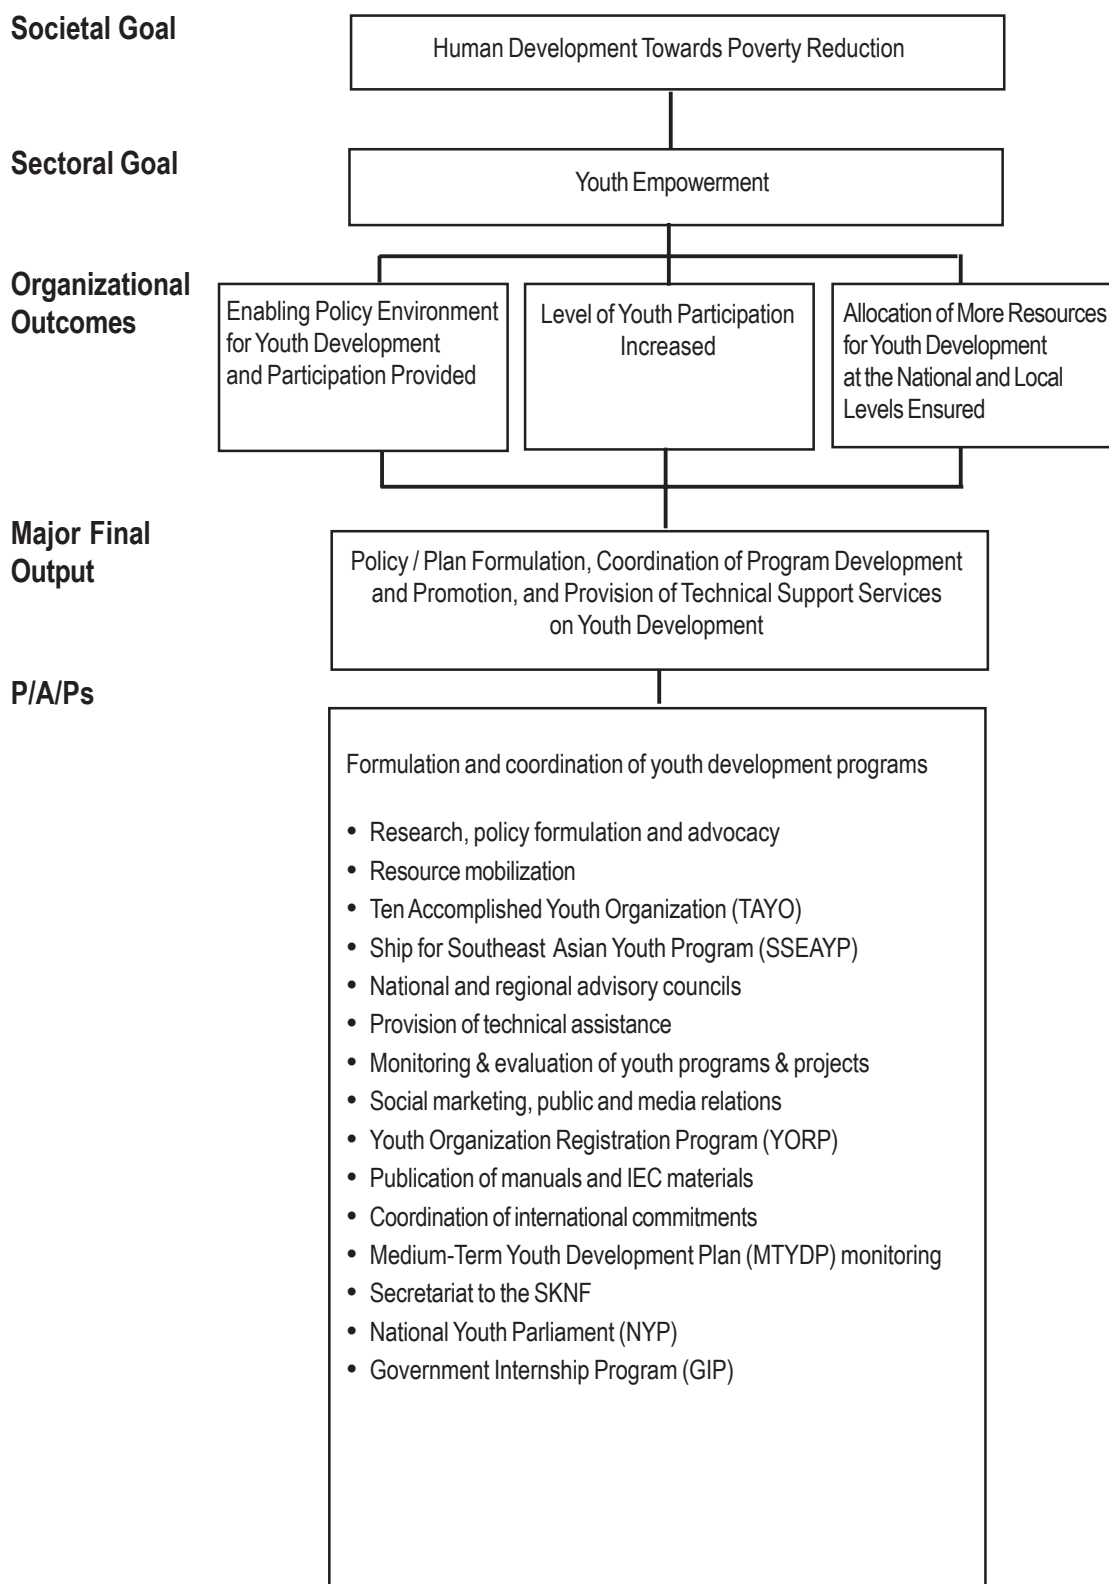 Societal Goal
Human Development Towards Poverty Reduction
Sectoral Goal
Youth Empowerment
Organizational
Outcomes
Enabling Policy Environment
for Youth Development
and Participation Provided
Level of Youth Participation
Increased
Allocation of More Resources
for Youth Development
at the National and Local
Levels Ensured
Major Final
Output
Policy / Plan Formulation, Coordination of Program Development
and Promotion, and Provision of Technical Support Services
on Youth Development
P/A/Ps
Formulation and coordination of youth development programs
• Research, policy formulation and advocacy
• Resource mobilization
• Ten Accomplished Youth Organization (TAYO)
• Ship for Southeast Asian Youth Program (SSEAYP)
• National and regional advisory councils
• Provision of technical assistance
• Monitoring & evaluation of youth programs & projects
• Social marketing, public and media relations
• Youth Organization Registration Program (YORP)
• Publication of manuals and IEC materials
• Coordination of international commitments
• Medium-Term Youth Development Plan (MTYDP) monitoring
• Secretariat to the SKNF
• National Youth Parliament (NYP)
• Government Internship Program (GIP)